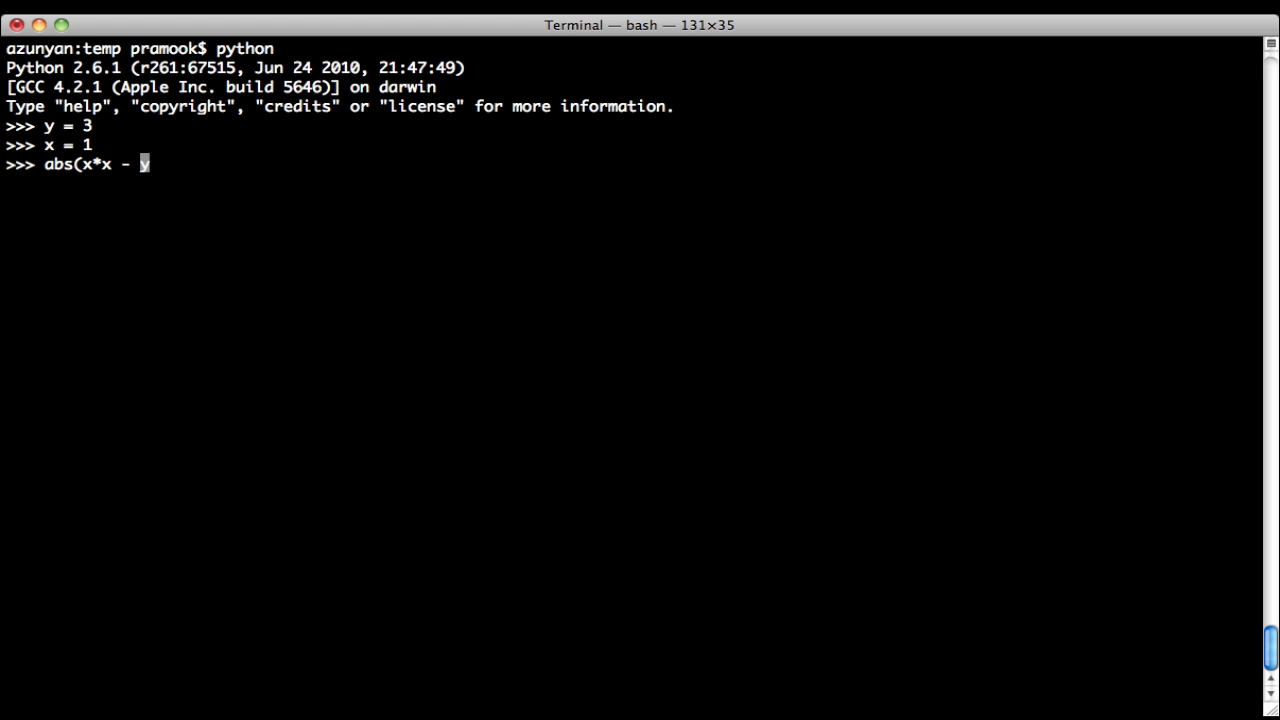 Terminal — bash — 131×35
azunyan:temp pramook$ python
Python 2.6.1 (r261:67515, Jun 24 2010, 21:47:49)
[GCC 4.2.1 (Apple Inc. build 5646)] on darwin
Type "help", "copyright", "credits" or "license" for more information.
>>> y = 3
>>> x = 1
>>> abs(x*x - y